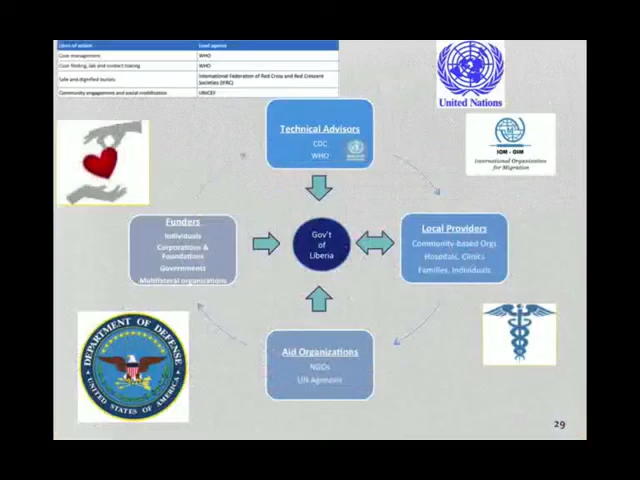 Lines of action Lead agency
Case management WHO
Case finding, lab and contact tracing WHO
Safe and dignified burials International Federation of Red Cross and Red Crescent Societies (IFRC)
Community engagement and social mobilization UNICEF
United Nations
IOM • OIM
International Organization
for Migration
Technical Advisors
CDC
WHO
Funders
Individuals
Corporations &
Foundations
Governments
Multilateral organizations
Gov't
of
Liberia
Local Providers
Community-based Orgs
Hospitals, Clinics
Families, Individuals
Aid Organizations
NGOs
UN Agencies
DEPARTMENT OF DEFENSE
UNITED STATES OF AMERICA
29